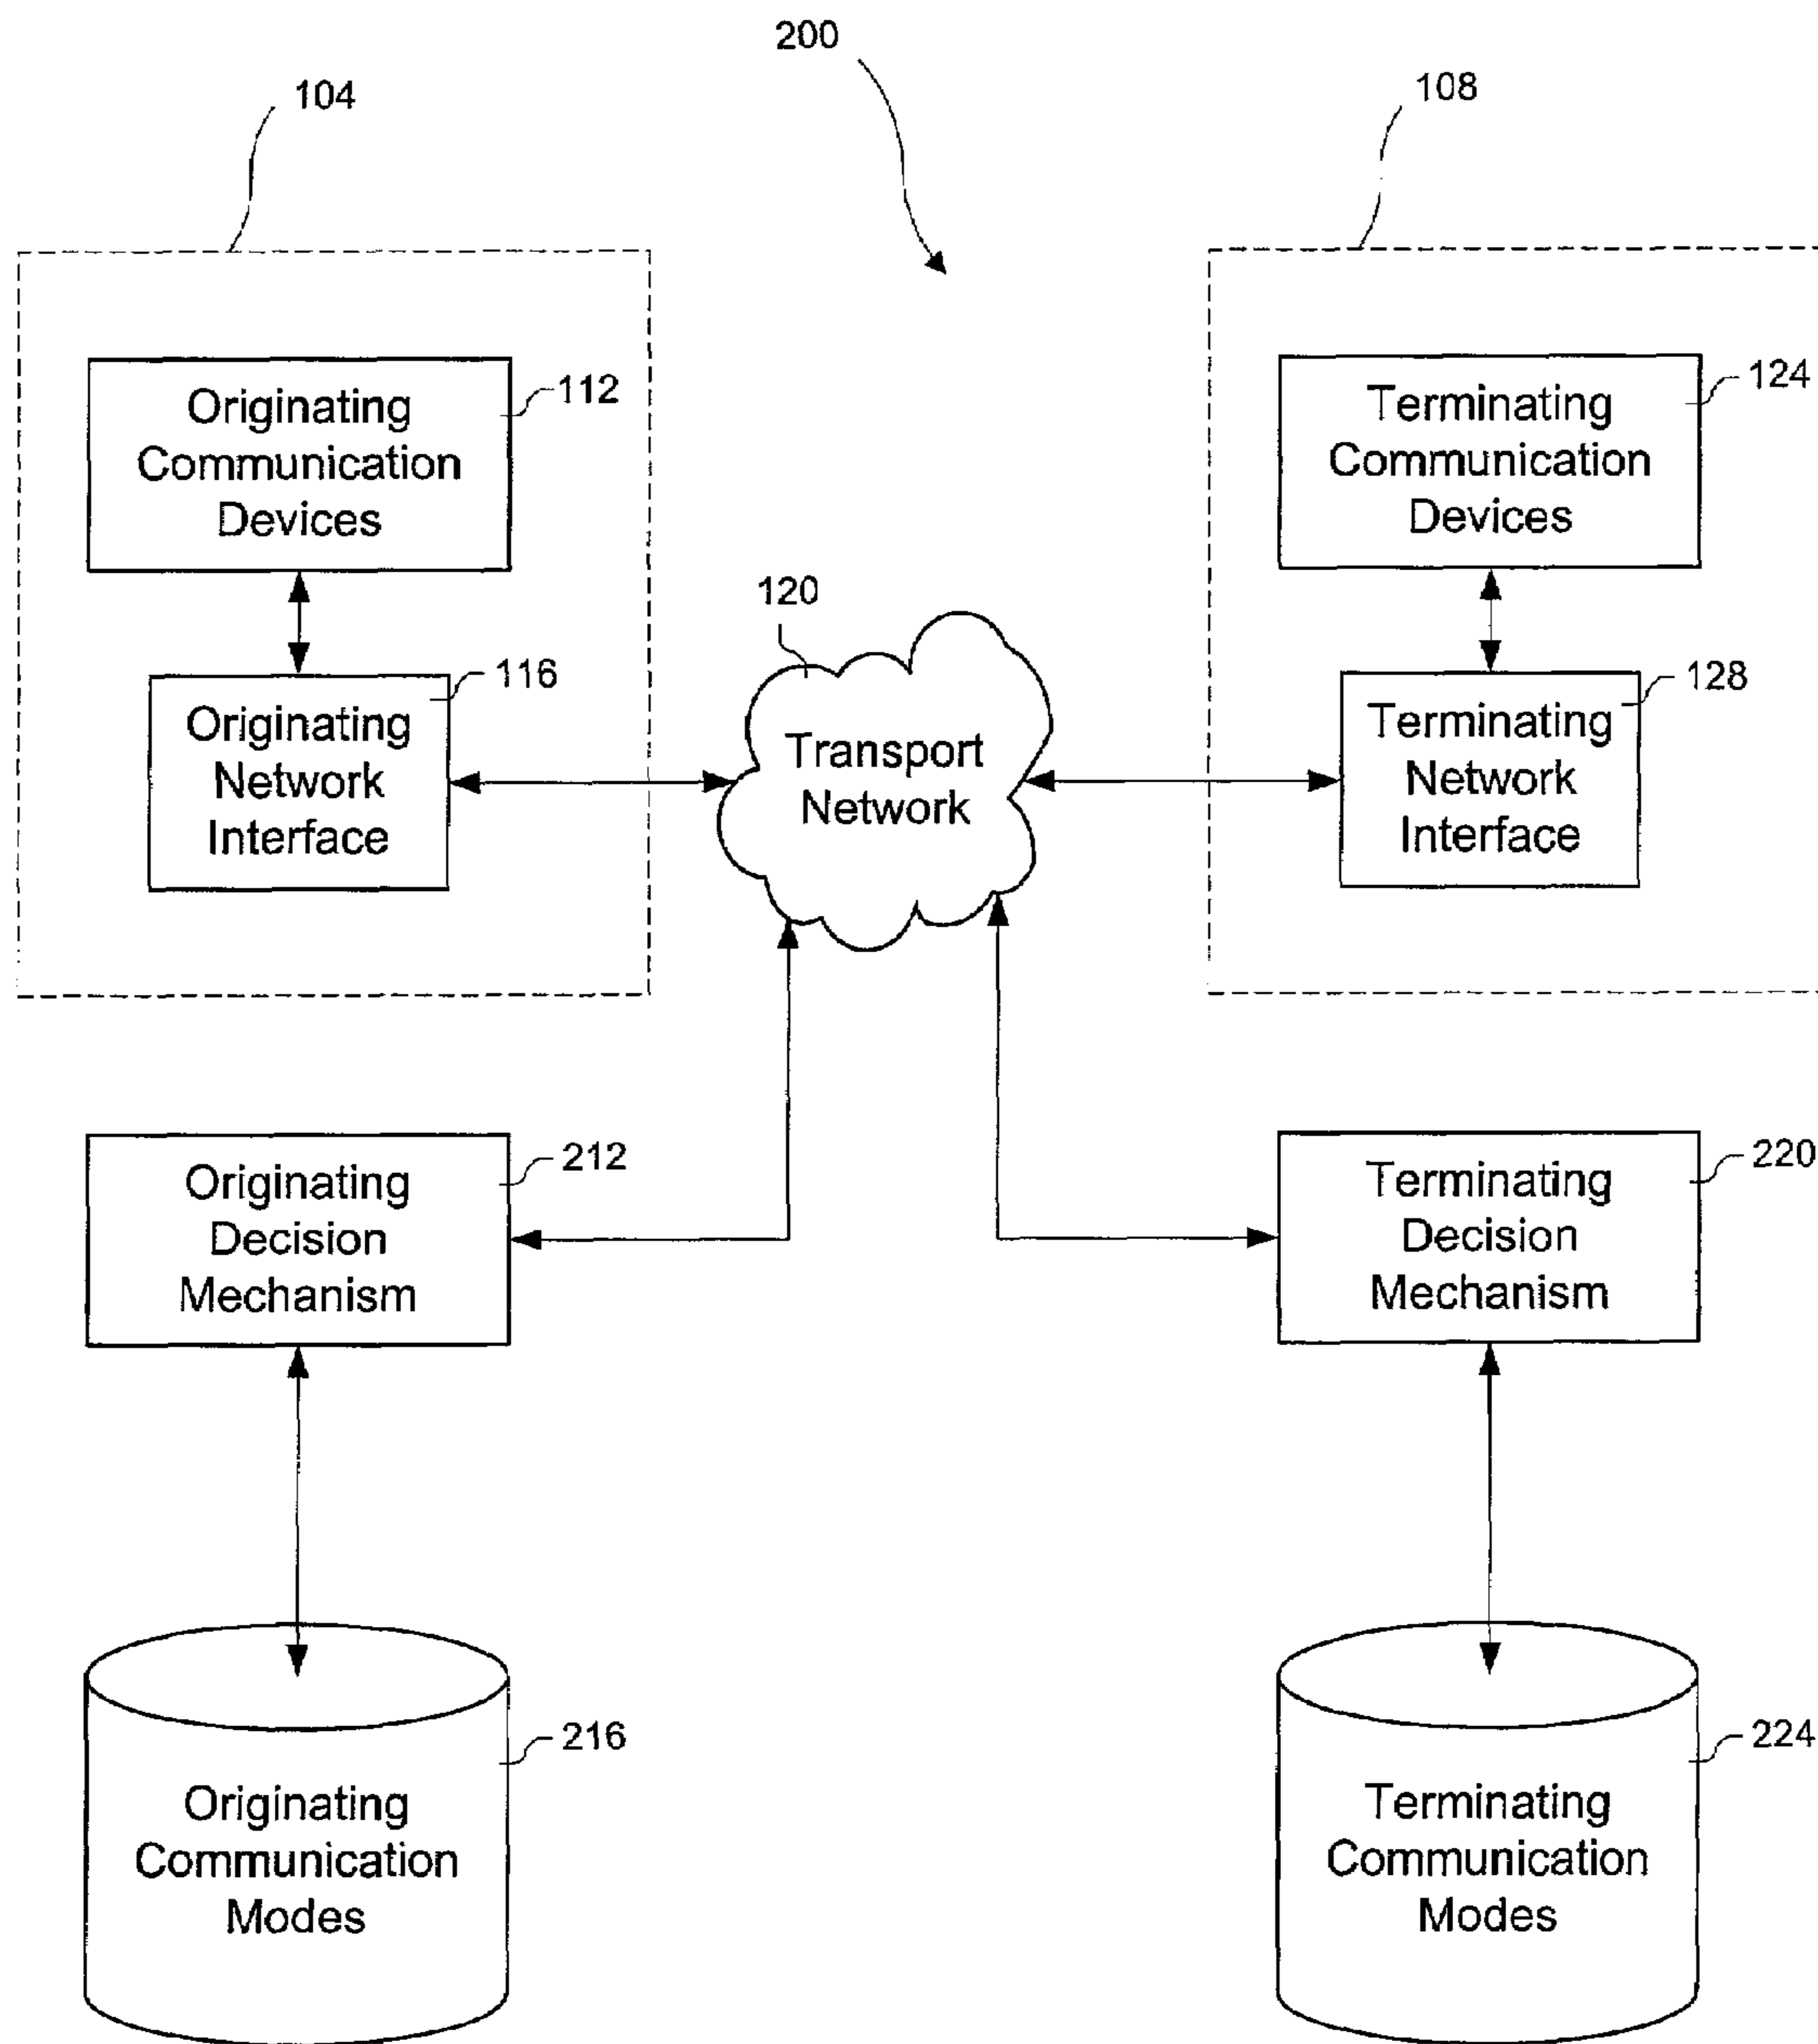 200
104
108
Originating
Communication
Devices
112
Terminating
Communication
Devices
124
120
Originating
Network
Interface
116
Transport
Network
Terminating
Network
Interface
128
Originating
Decision
Mechanism
212
Terminating
Decision
Mechanism
220
Originating
Communication
Modes
216
Terminating
Communication
Modes
224